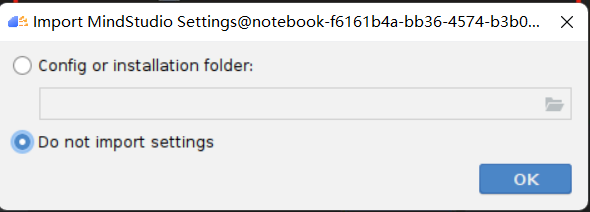 Import MindStudio Settings@notebook-f6161b4a-bb36-4574-b3b0...
Config or installation folder:
Do not import settings
OK